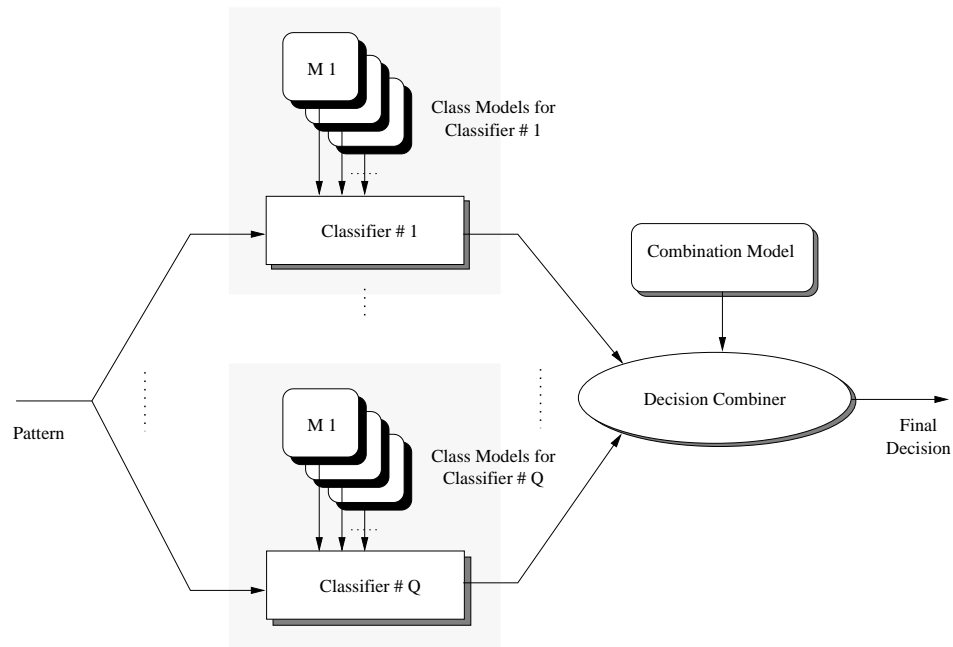 M 1
Class Models for
Classifier # 1
Classifier # 1
Combination Model
Pattern
Decision Combiner
Final
Decision
M 1
Class Models for
Classifier # Q
Classifier # Q